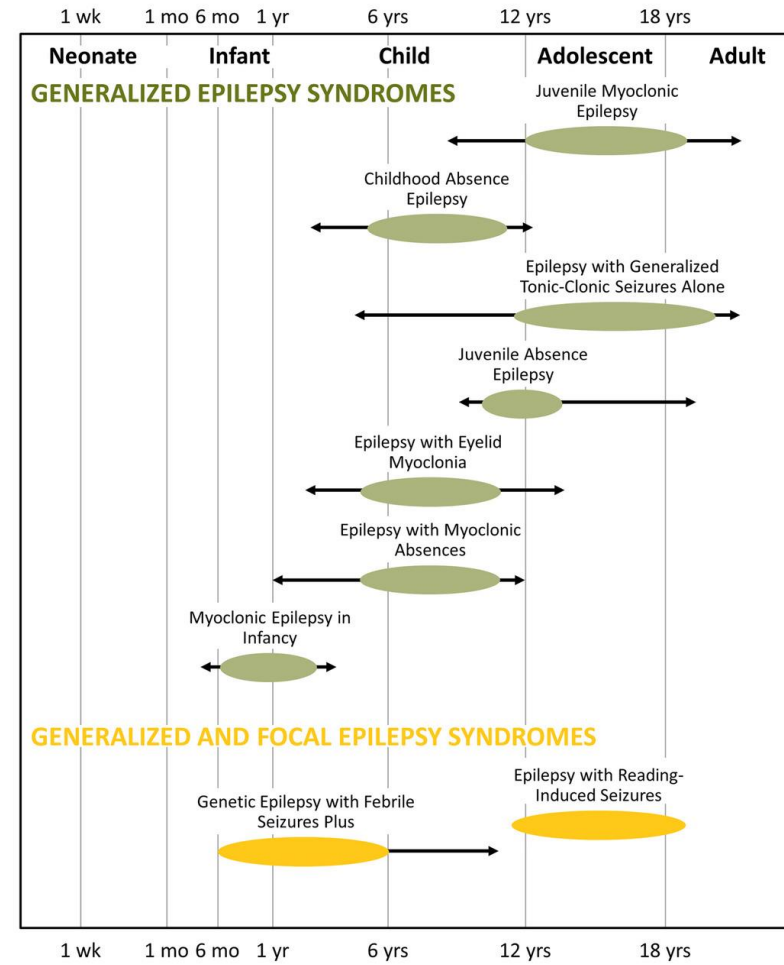 1 wk 1 mo 6 mo 1 yr 6 yrs 12 yrs 18 yrs
Neonate Infant Child Adolescent Adult
GENERALIZED EPILEPSY SYNDROMES
Juvenile Myoclonic
Epilepsy
Childhood Absence
Epilepsy
Epilepsy with Generalized
Tonic-Clonic Seizures Alone
Juvenile Absence
Epilepsy
Epilepsy with Eyelid
Myoclonia
Epilepsy with Myoclonic
Absences
Myoclonic Epilepsy in
Infancy
GENERALIZED AND FOCAL EPILEPSY SYNDROMES
Epilepsy with Reading-
Induced Seizures
Genetic Epilepsy with Febrile
Seizures Plus
1 wk 1 mo 6 mo 1 yr 6 yrs 12 yrs 18 yrs